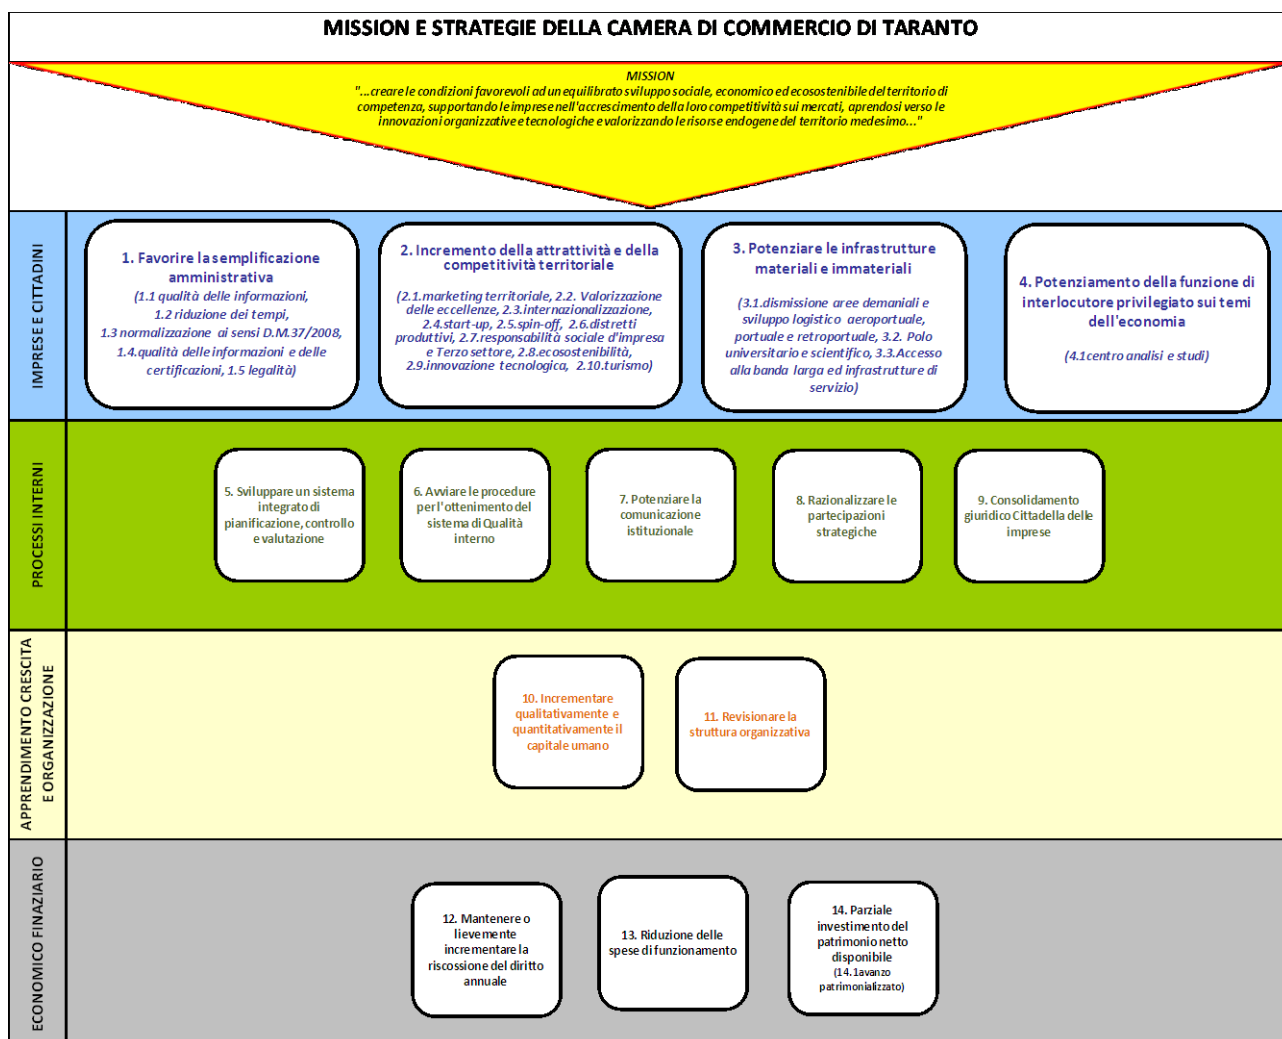 MISSION E STRATEGIE DELLA CAMERA DI COMMERCIO DI TARANTO
MISSION
"...creare le condizioni favorevoli ad un equilibrato sviluppo sociale, economico ed ecosostenibile del territorio di
competenza, supportando le imprese nell'accrescimento della loro competitività sui mercati, aprendosi verso le
innovazioni organizzative e tecnologiche e valorizzando le risorse endogene del territorio medesimo..."
IMPRESE E CITTADINI
1. Favorire la semplificazione
amministrativa
(1.1 qualità delle informazioni,
1.2 riduzione dei tempi,
1.3 normalizzazione ai sensi D.M.37/2008,
1.4.qualità delle informazioni e delle
certificazioni, 1.5 legalità)
2. Incremento della attrattività e della
competitività territoriale
(2.1.marketing territoriale, 2.2. Valorizzazione
delle eccellenze, 2.3.internazionalizzazione,
2.4.start-up, 2.5.spin-off, 2.6.distretti
produttivi, 2.7.responsabilità sociale d'impresa
e Terzo settore, 2.8.ecosostenibilità,
2.9.innovazione tecnologica, 2.10.turismo)
3. Potenziare le infrastrutture
materiali e immateriali
(3.1.dismissione aree demaniali e
sviluppo logistico aeroportuale,
portuale e retroportuale, 3.2. Polo
universitario e scientifico, 3.3.Accesso
alla banda larga ed infrastrutture di
servizio)
4. Potenziamento della funzione di
interlocutore privilegiato sui temi
dell'economia
(4.1centro analisi e studi)
PROCESSI INTERNI
5. Sviluppare un sistema
integrato di
pianificazione, controllo
e valutazione
6. Avviare le procedure
per l'ottenimento del
sistema di Qualità
interno
7. Potenziare la
comunicazione
istituzionale
8. Razionalizzare le
partecipazioni
strategiche
9. Consolidamento
giuridico Cittadella delle
imprese
APPRENDIMENTO CRESCITA
E ORGANIZZAZIONE
10. Incrementare
qualitativamente e
quantitativamente il
capitale umano
11. Revisionare la
struttura organizzativa
ECONOMICO FINAZIARIO
12. Mantenere o
lievemente
incrementare la
riscossione del diritto
annuale
13. Riduzione delle
spese di funzionamento
14. Parziale
investimento del
patrimonio netto
disponibile
(14.1avanzo
patrimonializzato)